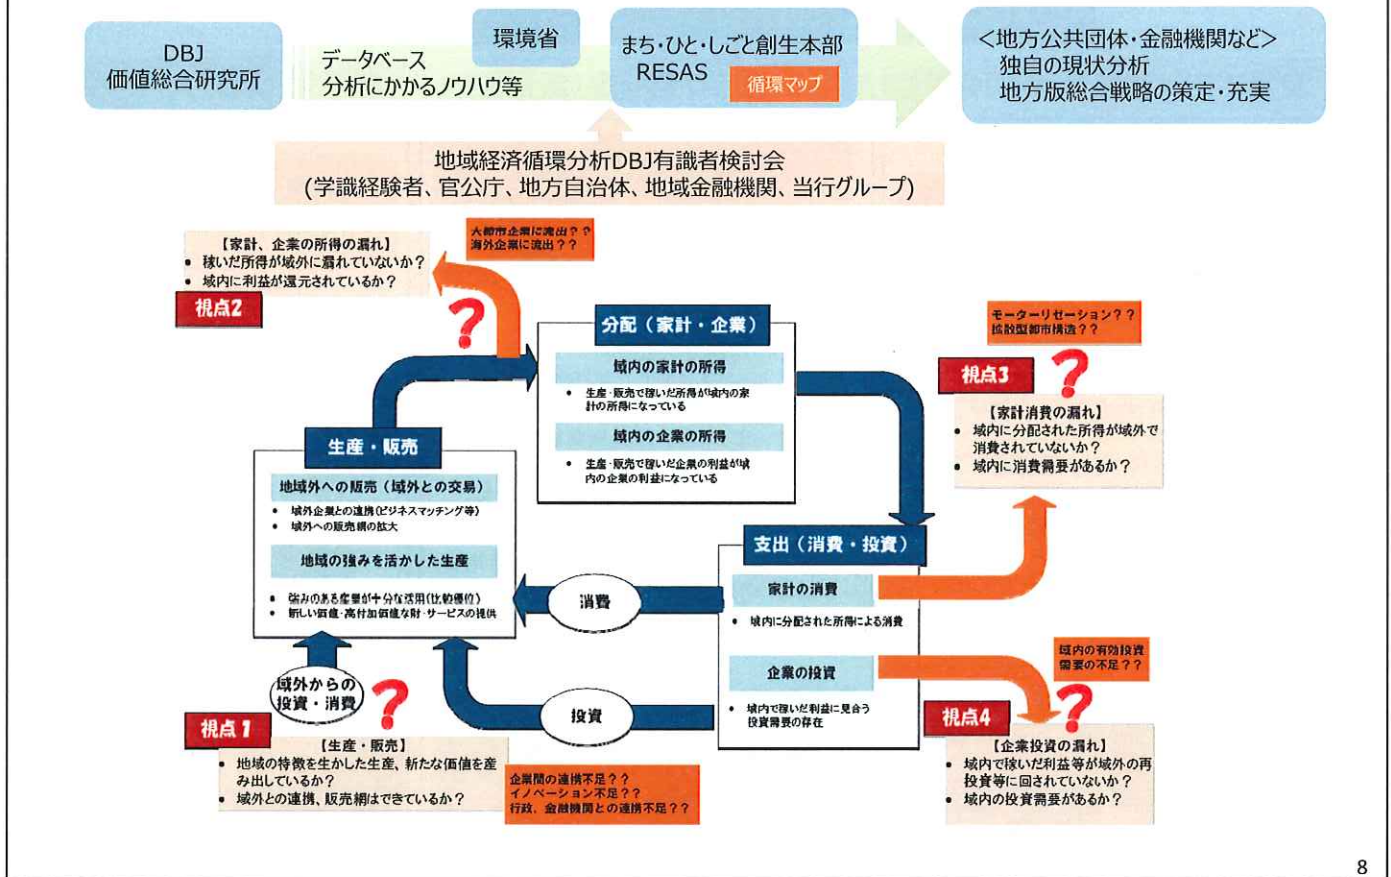 DBJ
価値総合研究所
データベース
分析にかかるノウハウ等
環境省
まち・ひと・しごと創生本部
RESAS
循環マップ
＜地方公共団体・金融機関など＞
独自の現状分析
地方版総合戦略の策定・充実
地域経済循環分析DBJ有識者検討会
(学識経験者、官公庁、地方自治体、地域金融機関、当行グループ)
大都市企業に流出？？
海外企業に流出？？
【家計、企業の所得の漏れ】
• 稼いだ所得が域外に漏れていないか？
• 域内に利益が還元されているか？
視点2
?
分配（家計・企業）
域内の家計の所得
• 生産・販売で稼いだ所得が域内の家
計の所得になっている
域内の企業の所得
• 生産・販売で稼いだ企業の利益が域
内の企業の利益になっている
モーターリゼーション？？
拡散型都市構造？？
視点3
?
【家計消費の漏れ】
• 域内に分配された所得が域外で
消費されていないか？
• 域内に消費需要があるか？
生産・販売
地域外への販売（域外との交易）
• 域外企業との連携(ビジネスマッチング等)
• 域外への販売網の拡大
地域の強みを活かした生産
• 強みのある産業が十分な活用(比較優位)
• 新しい価値・高付加価値な財・サービスの提供
支出（消費・投資）
家計の消費
• 域内に分配された所得による消費
企業の投資
• 域内で稼いだ利益に見合う
投資需要の存在
消費
投資
域外からの
投資・消費
?
視点1
【生産・販売】
• 地域の特徴を生かした生産、新たな価値を産
み出しているか？
• 域外との連携、販売網はできているか？
企業間の連携不足？？
イノベーション不足？？
行政、金融機関との連携不足？？
域内の有効投資
需要の不足？？
?
視点4
【企業投資の漏れ】
• 域内で稼いだ利益等が域外の再
投資等に回されていないか？
• 域内の投資需要があるか？
8